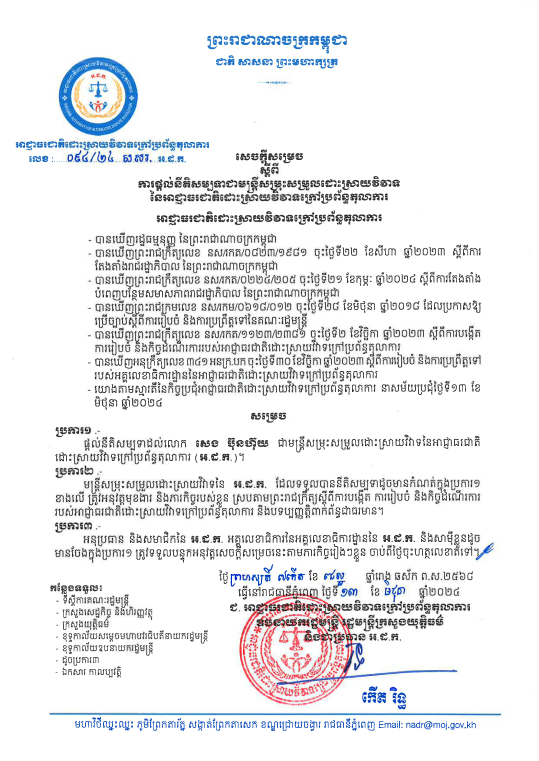 ព្រះរាជាណាចក្រកម្ពុជា
ជាតិ សាសនា ព្រះមហាក្សត្រ
អាជ្ញាធរជាតិដោះស្រាយវិវាទក្រៅប្រព័ន្ធតុលាការ
លេខ : ០៩៤/២៤ សសរ. អ.ដ.ក.
សេចក្តីសម្រេច
ស្តីពី
ការផ្តល់នីតិសម្បទាជាមន្ត្រីសម្រុះសម្រួលដោះស្រាយវិវាទ
នៃអាជ្ញាធរជាតិដោះស្រាយវិវាទក្រៅប្រព័ន្ធតុលាការ
អាជ្ញាធរជាតិដោះស្រាយវិវាទក្រៅប្រព័ន្ធតុលាការ
- បានឃើញរដ្ឋធម្មនុញ្ញ នៃព្រះរាជាណាចក្រកម្ពុជា
- បានឃើញព្រះរាជក្រឹត្យលេខ នស/រកត/០៨២៣/១៩៨១ ចុះថ្ងៃទី២២ ខែសីហា ឆ្នាំ២០២៣ ស្តីពីការ
តែងតាំងរាជរដ្ឋាភិបាល នៃព្រះរាជាណាចក្រកម្ពុជា
- បានឃើញព្រះរាជក្រឹត្យលេខ នស/រកត/០២២៤/២០៥ ចុះថ្ងៃទី២១ ខែកុម្ភៈ ឆ្នាំ២០២៤ ស្តីពីការតែងតាំង
បំពេញបន្ថែមសមាសភាពរាជរដ្ឋាភិបាល នៃព្រះរាជាណាចក្រកម្ពុជា
- បានឃើញព្រះរាជក្រមលេខ នស/រកម/០៦១៨/០១២ ចុះថ្ងៃទី២៨ ខែមិថុនា ឆ្នាំ២០១៨ ដែលប្រកាសឱ្យ
ប្រើច្បាប់ស្តីពីការរៀបចំ និងការប្រព្រឹត្តទៅនៃគណៈរដ្ឋមន្ត្រី
- បានឃើញព្រះរាជក្រឹត្យលេខ នស/រកត/១១២៣/២៣៨១ ចុះថ្ងៃទី២ ខែវិច្ឆិកា ឆ្នាំ២០២៣ ស្តីពីការបង្កើត
ការរៀបចំ និងកិច្ចដំណើរការរបស់អាជ្ញាធរជាតិដោះស្រាយវិវាទក្រៅប្រព័ន្ធតុលាការ
- បានឃើញអនុក្រឹត្យលេខ ៣៤១ អនក្រ.បក ចុះថ្ងៃទី៣០ ខែវិច្ឆិកា ឆ្នាំ២០២៣ ស្តីពីការរៀបចំ និងការប្រព្រឹត្តទៅ
របស់អគ្គលេខាធិការដ្ឋាននៃអាជ្ញាធរជាតិដោះស្រាយវិវាទក្រៅប្រព័ន្ធតុលាការ
- យោងតាមស្មារតីនៃកិច្ចប្រជុំអាជ្ញាធរជាតិដោះស្រាយវិវាទក្រៅប្រព័ន្ធតុលាការ នាសម័យប្រជុំថ្ងៃទី១៣ ខែ
មិថុនា ឆ្នាំ២០២៤
សម្រេច
ប្រការ១.-
ផ្តល់នីតិសម្បទាដល់លោក សេង ប៊ុនហ៊ុយ ជាមន្ត្រីសម្រុះសម្រួលដោះស្រាយវិវាទនៃអាជ្ញាធរជាតិ
ដោះស្រាយវិវាទក្រៅប្រព័ន្ធតុលាការ (អ.ដ.ក.)។
ប្រការ២.-
មន្ត្រីសម្រុះសម្រួលដោះស្រាយវិវាទនៃ អ.ដ.ក. ដែលទទួលបាននីតិសម្បទាដូចមានកំណត់ក្នុងប្រការ១
ខាងលើ ត្រូវអនុវត្តមុខងារ និងភារកិច្ចរបស់ខ្លួន ស្របតាមព្រះរាជក្រឹត្យស្តីពីការបង្កើត ការរៀបចំ និងកិច្ចដំណើរការ
របស់អាជ្ញាធរជាតិដោះស្រាយវិវាទក្រៅប្រព័ន្ធតុលាការ និងបទប្បញ្ញត្តិពាក់ព័ន្ធជាធរមាន។
ប្រការ៣.-
អនុប្រធាន និងសមាជិកនៃ អ.ដ.ក. អគ្គលេខាធិការនៃអគ្គលេខាធិការដ្ឋាននៃ អ.ដ.ក. និងសាមីខ្លួនដូច
មានចែងក្នុងប្រការ១ ត្រូវទទួលបន្ទុកអនុវត្តសេចក្តីសម្រេចនេះតាមភារកិច្ចរៀងៗខ្លួន ចាប់ពីថ្ងៃចុះហត្ថលេខាតទៅ។
ថ្ងៃ ព្រហស្បតិ៍ ៧កើត ខែ ជេស្ឋ ឆ្នាំរោង ឆស័ក ព.ស.២៥៦៨
ធ្វើនៅរាជធានីភ្នំពេញ ថ្ងៃទី ១៣ ខែ មិថុនា ឆ្នាំ២០២៤
ជ. អាជ្ញាធរជាតិដោះស្រាយវិវាទក្រៅប្រព័ន្ធតុលាការ
ឧបនាយករដ្ឋមន្ត្រី រដ្ឋមន្ត្រីក្រសួងយុត្តិធម៌
និងជាប្រធាន អ.ដ.ក.
កើត រិទ្ធ
កន្លែងទទួល:
- ទីស្តីការគណៈរដ្ឋមន្ត្រី
- ក្រសួងសេដ្ឋកិច្ច និងហិរញ្ញវត្ថុ
- ក្រសួងយុត្តិធម៌
- ខុទ្ទកាល័យសម្តេចមហាបវរធិបតីនាយករដ្ឋមន្ត្រី
- ខុទ្ទកាល័យឧបនាយករដ្ឋមន្ត្រី
- ដូចប្រការ៣
- ឯកសារ កាលប្បវត្តិ
មហាវិថីឈ្នះឈ្នះ ភូមិព្រែកតារ័ត្ន សង្កាត់ព្រែកតាសេក ខណ្ឌជ្រោយចង្វារ រាជធានីភ្នំពេញ Email: nadr@moj.gov.kh